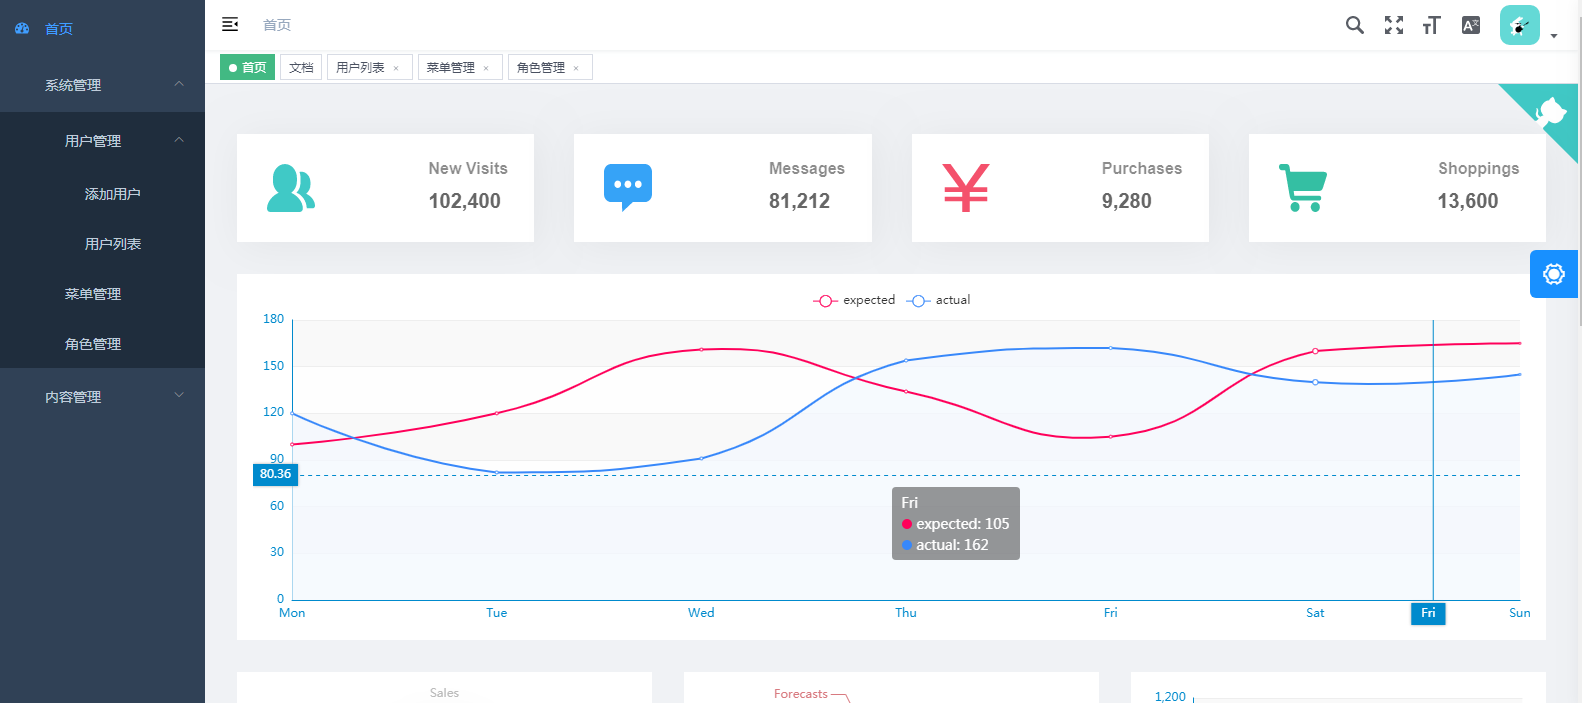 首页
系统管理
用户管理
添加用户
用户列表
菜单管理
角色管理
内容管理
首页
首页
文档
用户列表 ×
菜单管理 ×
角色管理 ×
New Visits
102,400
Messages
81,212
Purchases
9,280
Shoppings
13,600
expected
actual
180
150
120
90
80.36
60
30
0
Fri
expected: 105
actual: 162
Mon
Tue
Wed
Thu
Fri
Sat
Fri
Sun
Sales
Forecasts
1,200